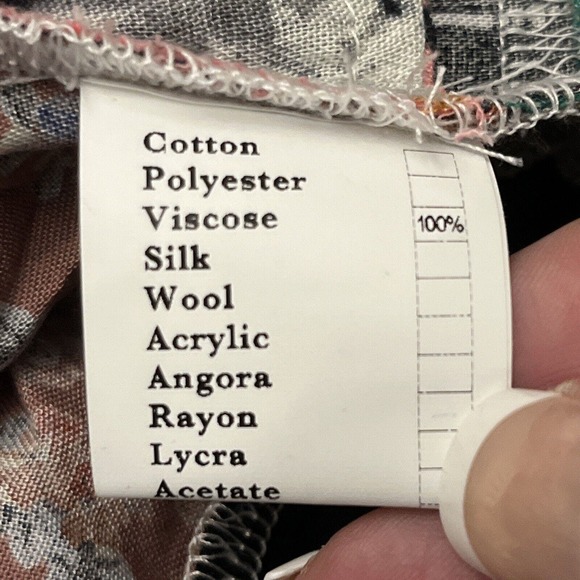 Cotton
Polyester
Viscose 100%
Silk
Wool
Acrylic
Angora
Rayon
Lycra
Acetate